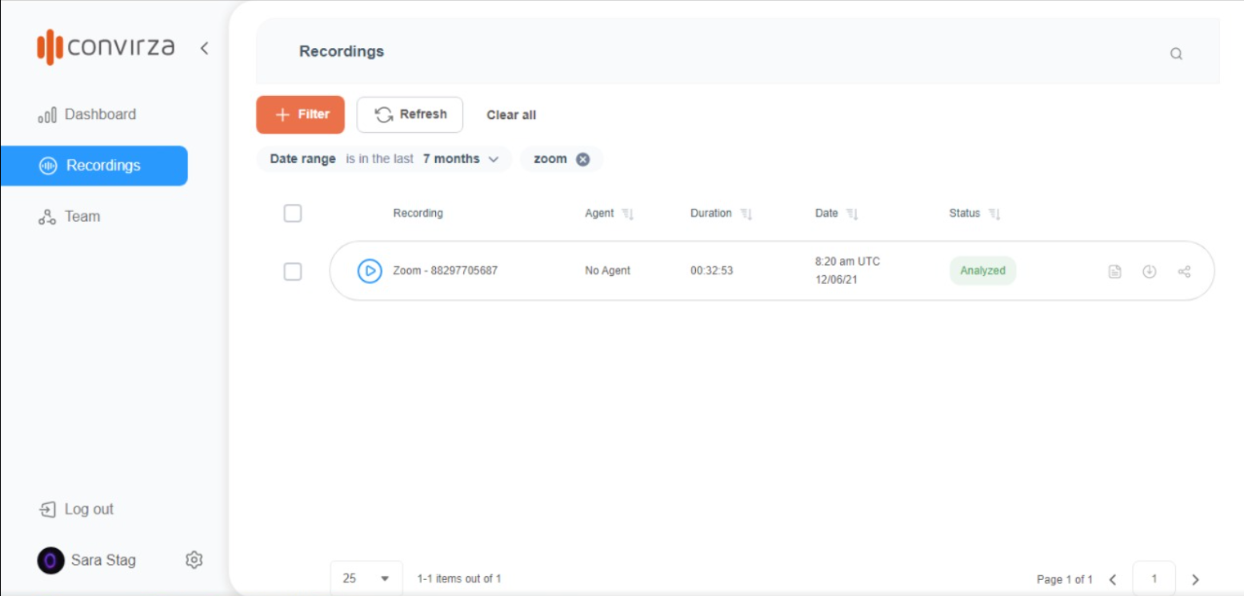 convirza
Dashboard
Recordings
Team
Log out
Sara Stag
Recordings
Filter Refresh Clear all
Date range is in the last 7 months zoom
Recording Agent Duration Date Status
Zoom - 88297705687 No Agent 00:32:53 8:20 am UTC Analyzed
12/06/21
25 1-1 items out of 1 Page 1 of 1 1